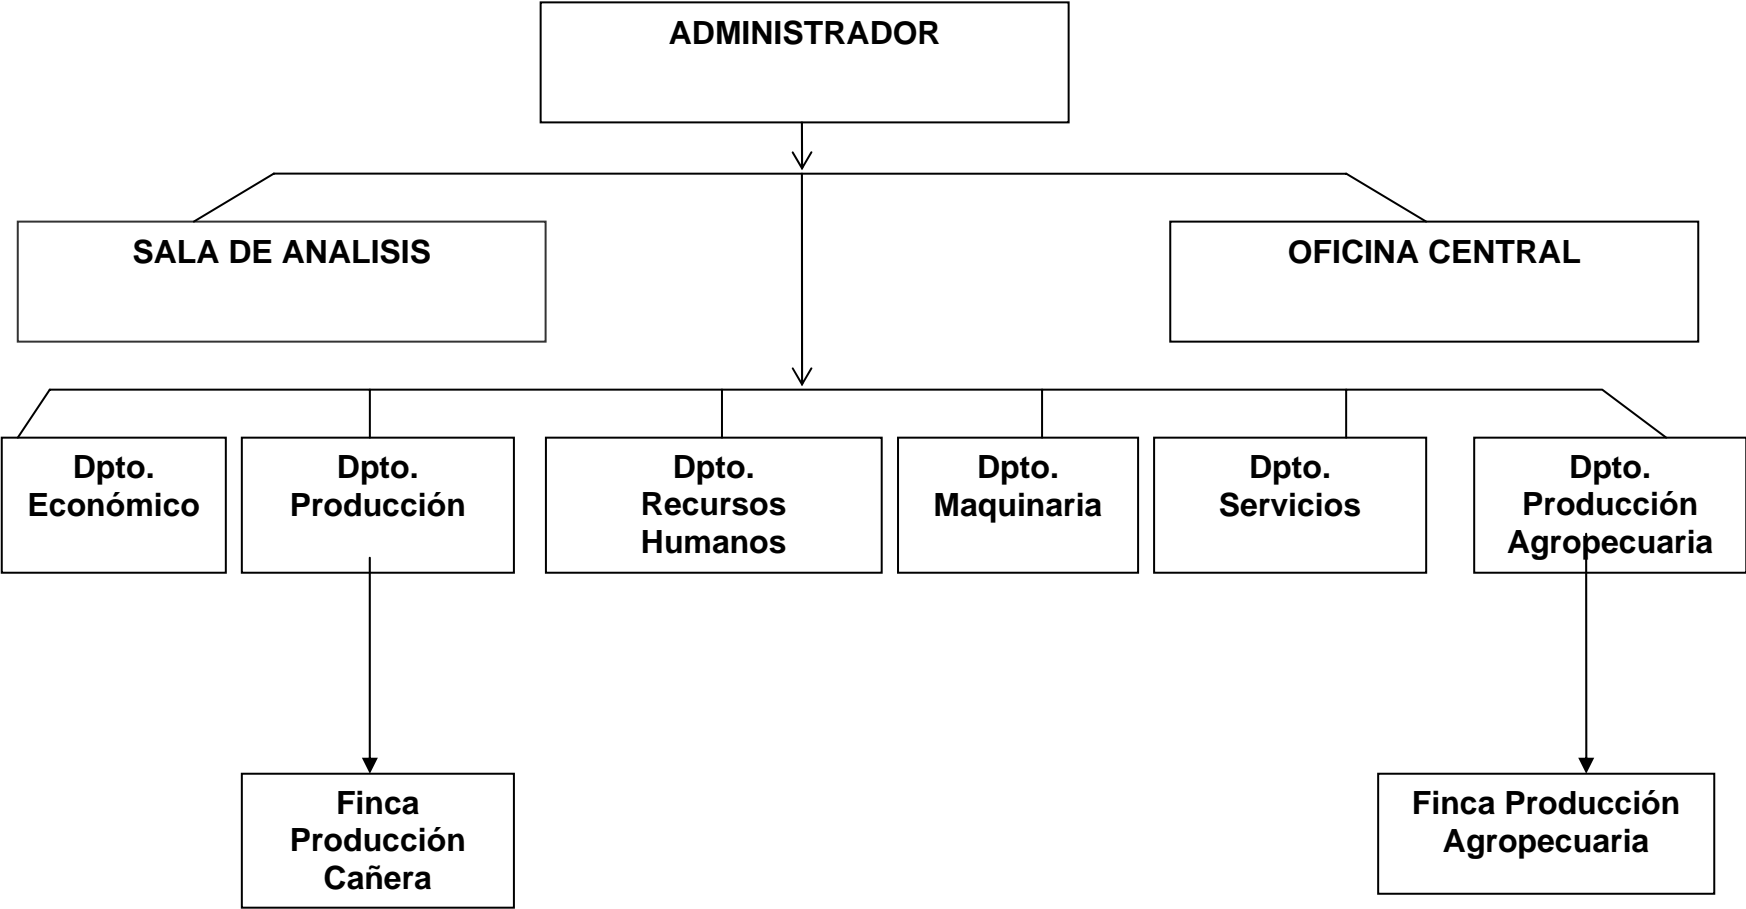 ADMINISTRADOR
SALA DE ANALISIS
OFICINA CENTRAL
Dpto.
Económico
Dpto.
Producción
Dpto.
Recursos
Humanos
Dpto.
Maquinaria
Dpto.
Servicios
Dpto.
Producción
Agropecuaria
Finca
Producción
Cañera
Finca Producción
Agropecuaria